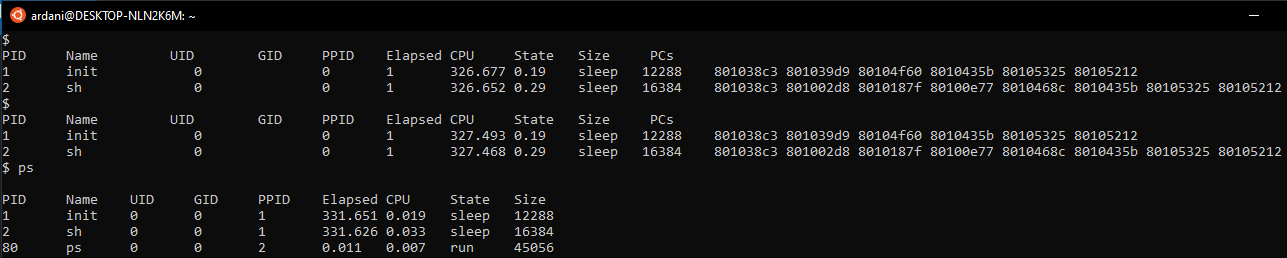 ardani@DESKTOP-NLN2K6M: ~
$
PID Name UID GID PPID Elapsed CPU State Size PCs
1 init 0 0 1 326.677 0.19 sleep 12288 801038c3 801039d9 80104f60 8010435b 80105325 80105212
2 sh 0 0 1 326.652 0.29 sleep 16384 801038c3 801002d8 8010187f 80100e77 8010468c 8010435b 80105325 80105212
$
PID Name UID GID PPID Elapsed CPU State Size PCs
1 init 0 0 1 327.493 0.19 sleep 12288 801038c3 801039d9 80104f60 8010435b 80105325 80105212
2 sh 0 0 1 327.468 0.29 sleep 16384 801038c3 801002d8 8010187f 80100e77 8010468c 8010435b 80105325 80105212
$ ps
PID Name UID GID PPID Elapsed CPU State Size
1 init 0 0 1 331.651 0.019 sleep 12288
2 sh 0 0 1 331.626 0.033 sleep 16384
80 ps 0 0 2 0.011 0.007 run 45056